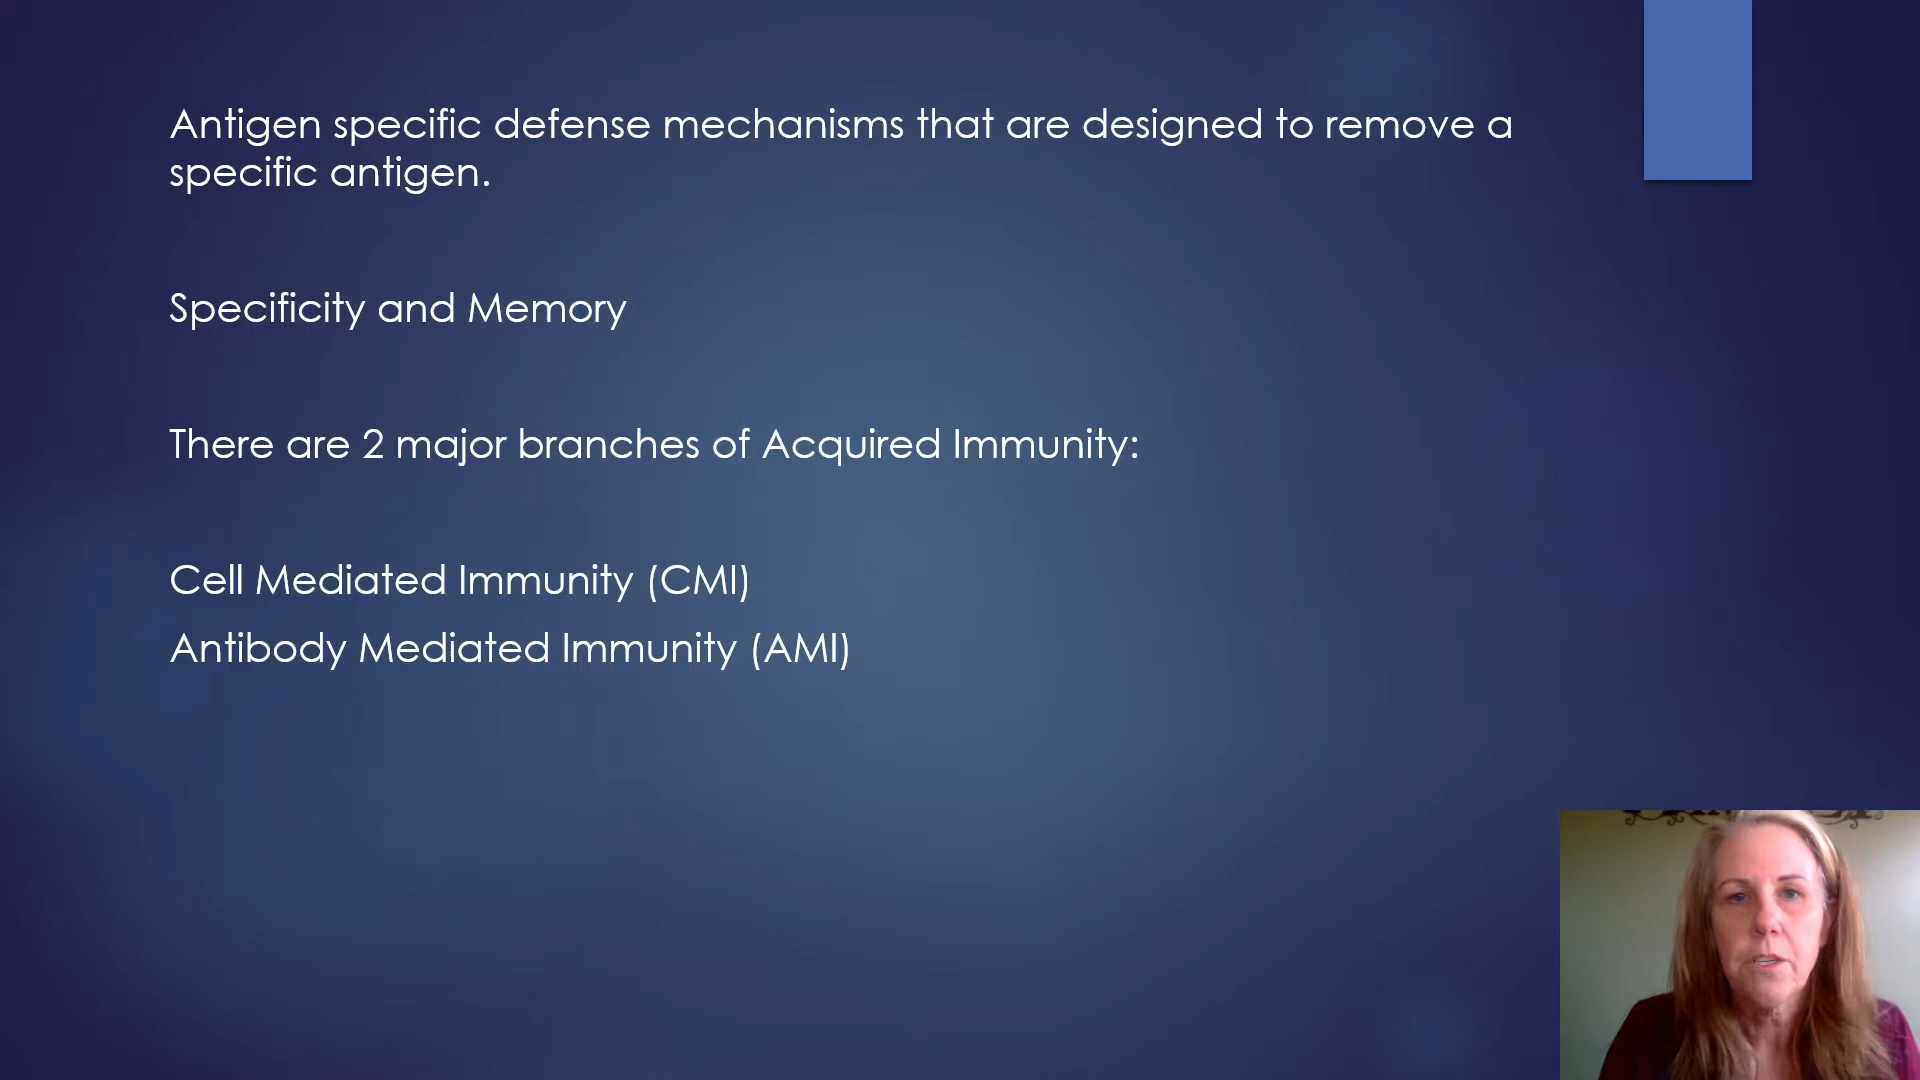 Antigen specific defense mechanisms that are designed to remove a
specific antigen.
Specificity and Memory
There are 2 major branches of Acquired Immunity:
Cell Mediated Immunity (CMI)
Antibody Mediated Immunity (AMI)